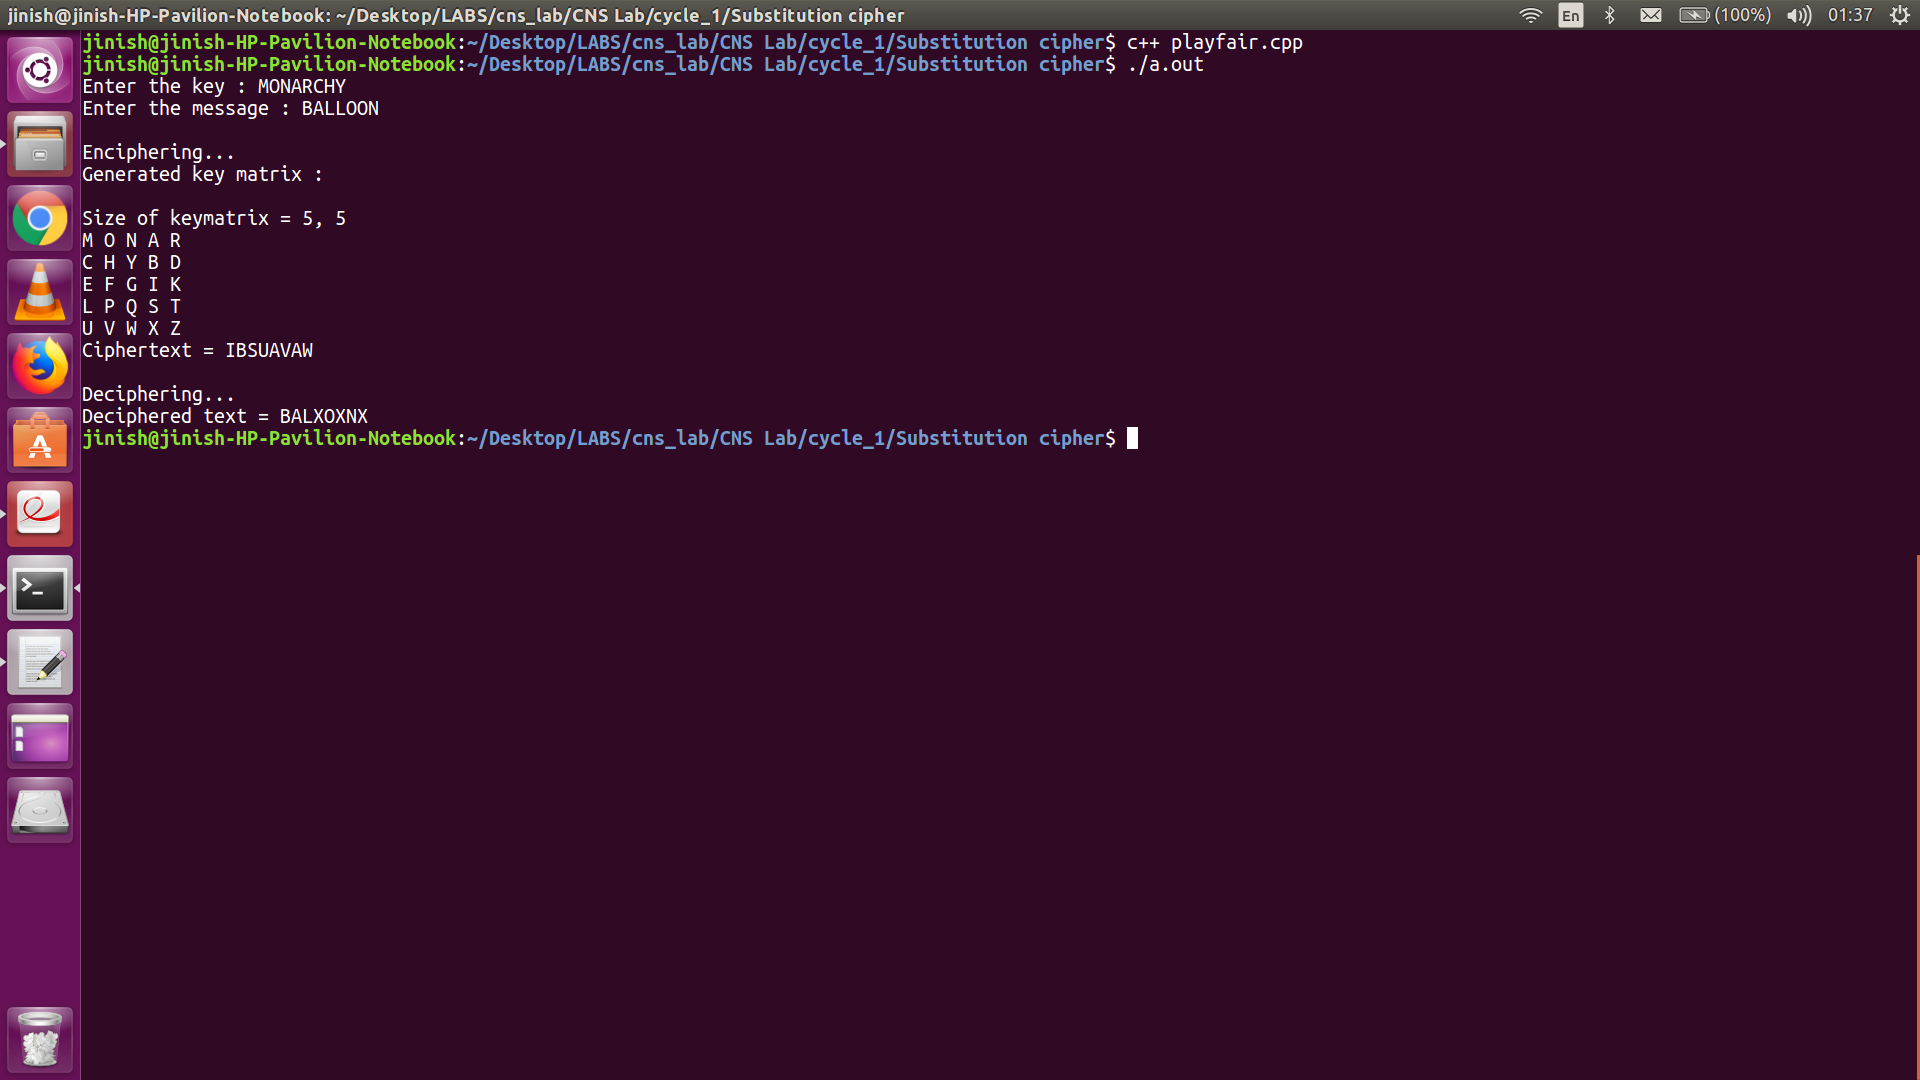 jinish@jinish-HP-Pavilion-Notebook: ~/Desktop/LABS/cns_lab/CNS Lab/cycle_1/Substitution cipher
En (100%) 01:37
jinish@jinish-HP-Pavilion-Notebook:~/Desktop/LABS/cns_lab/CNS Lab/cycle_1/Substitution cipher$ c++ playfair.cpp
jinish@jinish-HP-Pavilion-Notebook:~/Desktop/LABS/cns_lab/CNS Lab/cycle_1/Substitution cipher$ ./a.out
Enter the key : MONARCHY
Enter the message : BALLOON
Enciphering...
Generated key matrix :
Size of keymatrix = 5, 5
M O N A R
C H Y B D
E F G I K
L P Q S T
U V W X Z
Ciphertext = IBSUAVAW
Deciphering...
Deciphered text = BALXOXNX
jinish@jinish-HP-Pavilion-Notebook:~/Desktop/LABS/cns_lab/CNS Lab/cycle_1/Substitution cipher$